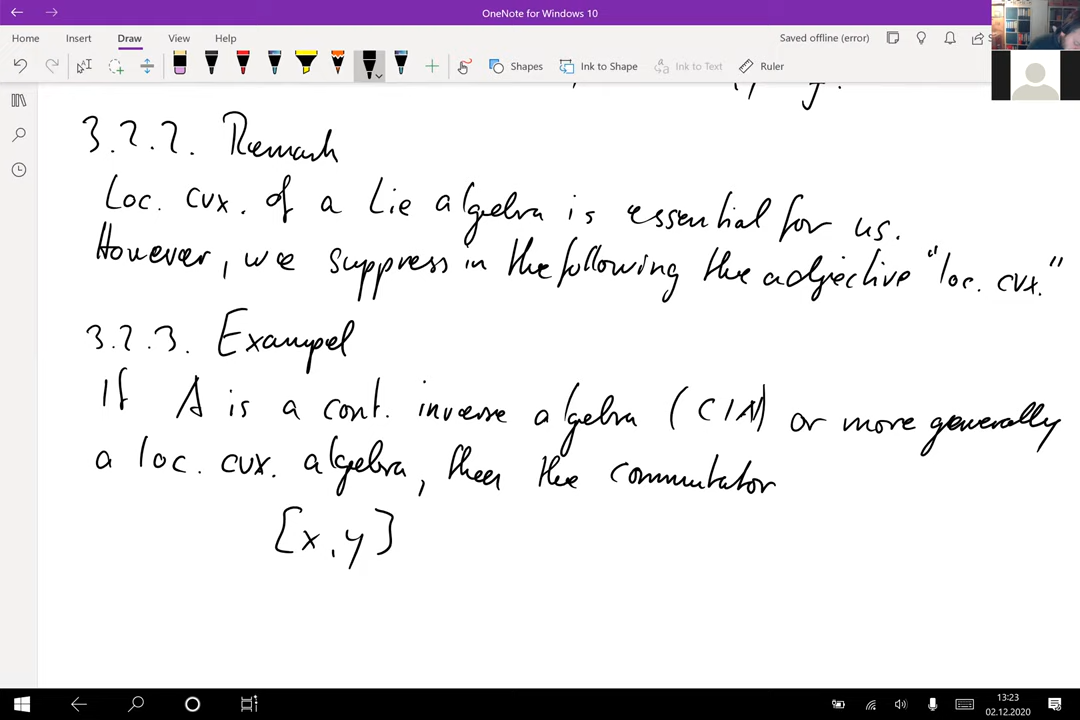 OneNote for Windows 10
Home Insert Draw View Help
Saved offline (error)
Shapes Ink to Shape Ink to Text Ruler
3.2.2. Remark
Loc. cvx. of a Lie algebra is essential for us.
However, we suppress in the following the adjective "loc. cvx."
3.2.3. Exampel
If A is a cont. inverse algebra (CIA) or more generally
a loc. cvx. algebra, then the commutator
[x,y]
13:23
02.12.2020